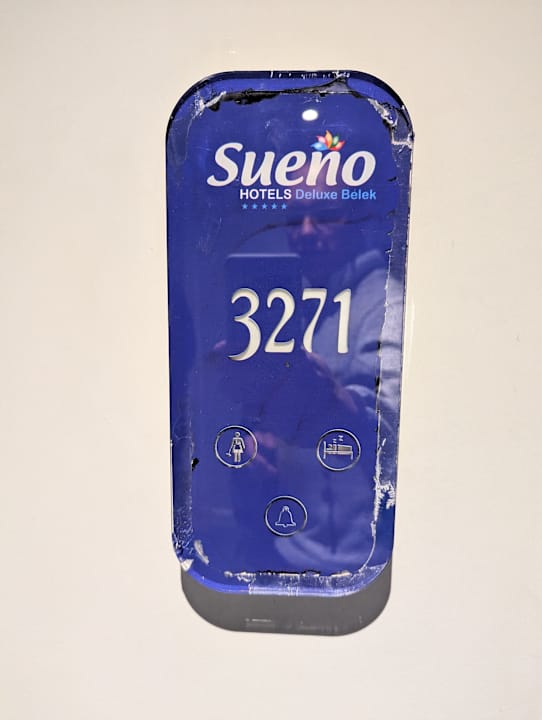 Sueno
HOTELS Deluxe Belek
★★★★★
3271
z z z